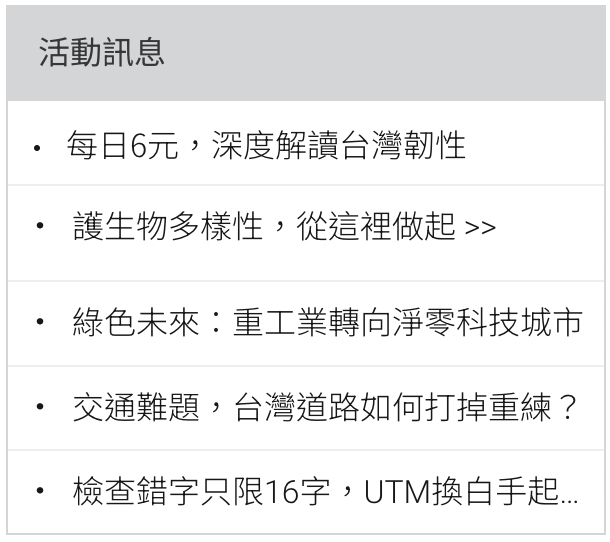 活動訊息
• 每日6元，深度解讀台灣韌性
• 護生物多樣性，從這裡做起 >>
• 綠色未來：重工業轉向淨零科技城市
• 交通難題，台灣道路如何打掉重練？
• 檢查錯字只限16字，UTM換白手起...